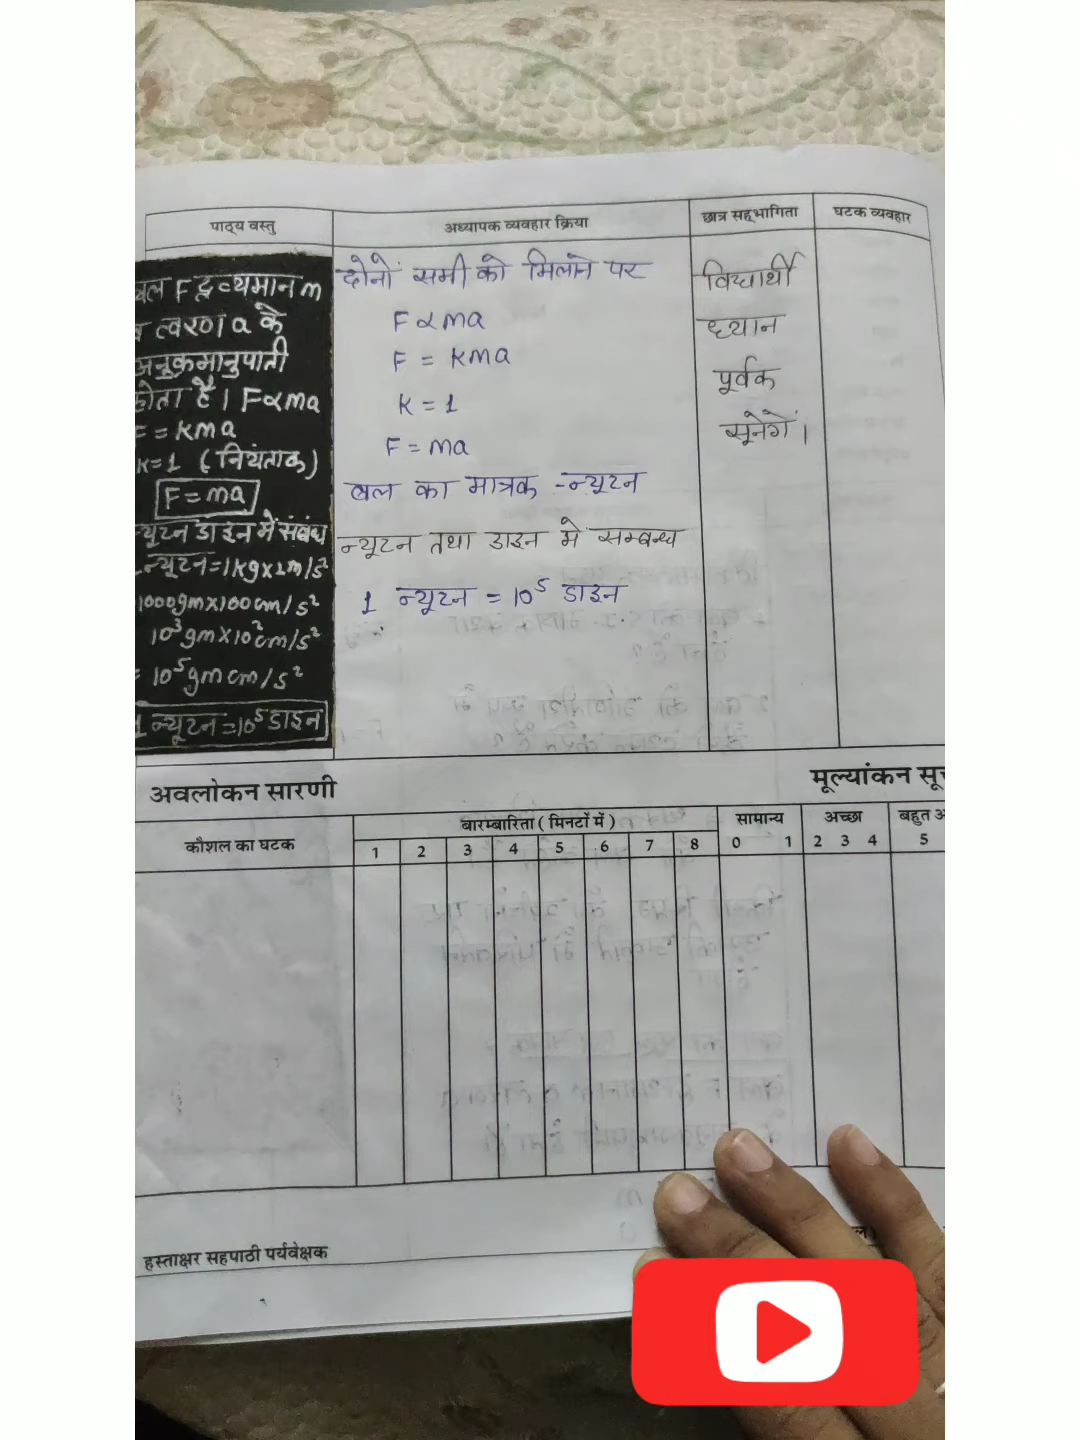 पाठ्य वस्तु
अध्यापक व्यवहार क्रिया
छात्र सहभागिता
घटक व्यवहार
बल F द्रव्यमान m
व त्वरण a के
अनुक्रमानुपाती
होता है। F∝ma
F = kma
K=1 (नियंताक)
F=ma
न्यूटन डाइन में संबंध
न्यूटन=1kg×1m/s²
1000gm×100cm/s²
10³gm×10²cm/s²
= 10⁵gm cm/s²
1 न्यूटन=10⁵डाइन
दोनों समी को मिलाने पर
F∝ma
F = kma
K = 1
F = ma
बल का मात्रक -न्यूटन
न्यूटन तथा डाइन मे सम्बन्ध
1 न्यूटन = 10⁵ डाइन
विद्यार्थी
ध्यान
पूर्वक
सूनेगें।
अवलोकन सारणी
मूल्यांकन सूच
कौशल का घटक
बारम्बारिता ( मिनटों में )
1 2 3 4 5 6 7 8
सामान्य
0 1
अच्छा
2 3 4
बहुत अ
5
हस्ताक्षर सहपाठी पर्यवेक्षक